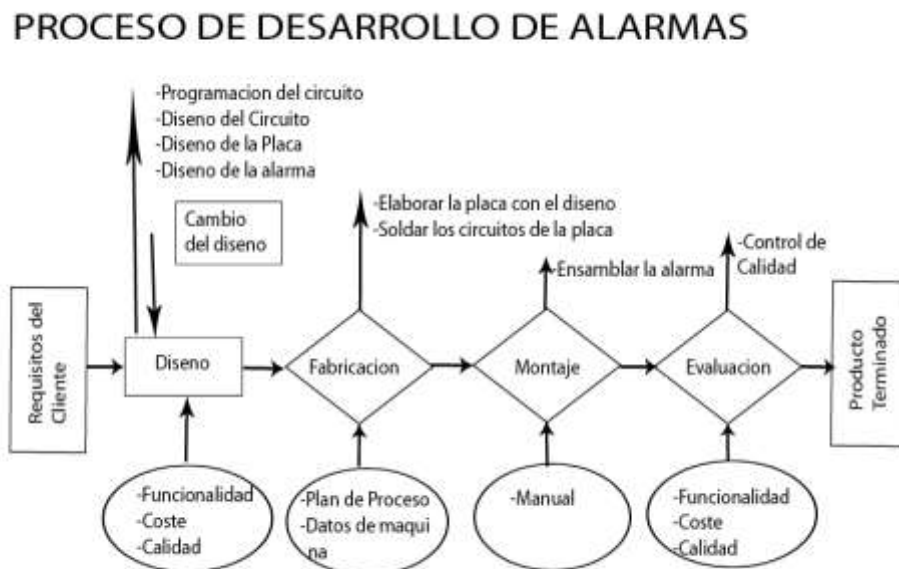 PROCESO DE DESARROLLO DE ALARMAS
-Programacion del circuito
-Diseno del Circuito
-Diseno de la Placa
-Diseno de la alarma
Cambio
del diseno
-Elaborar la placa con el diseno
-Soldar los circuitos de la placa
-Ensamblar la alarma
-Control de
Calidad
Requisitos del
Cliente
Diseno
Fabricacion
Montaje
Evaluacion
Producto
Terminado
-Funcionalidad
-Coste
-Calidad
-Plan de Proceso
-Datos de maqui
na
-Manual
-Funcionalidad
-Coste
-Calidad